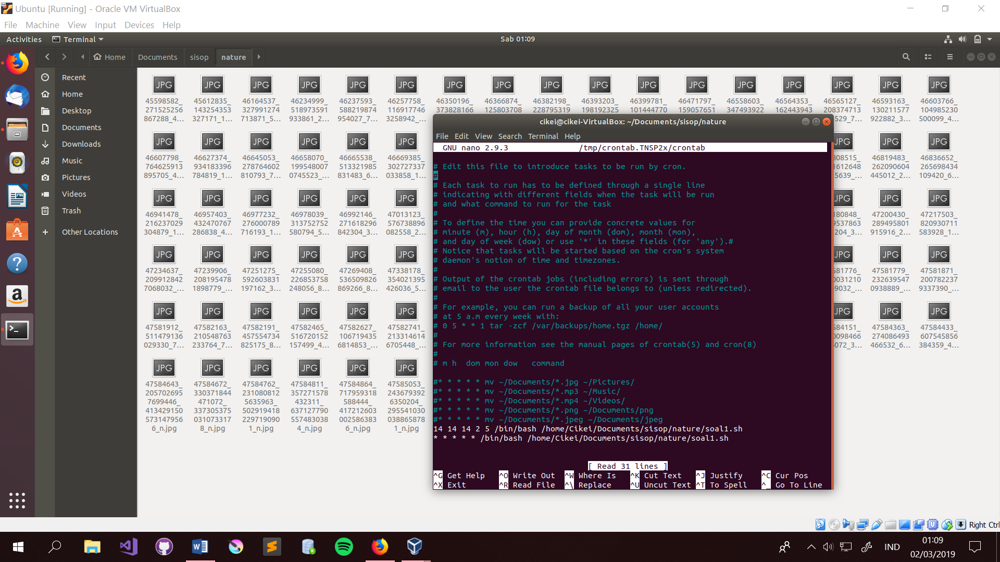 Ubuntu [Running] - Oracle VM VirtualBox
File Machine View Input Devices Help
Activities Terminal Sab 01:09
Home Documents sisop nature
Recent
Home
Desktop
Documents
Downloads
Music
Pictures
Videos
Trash
Other Locations
JPG JPG JPG JPG JPG JPG JPG JPG JPG JPG JPG JPG JPG JPG JPG JPG JPG
45598582_ 45612835_ 46164537_ 46234999_ 46237593_ 46257758_ 46350196_ 46366874_ 46382198_ 46393203_ 46399781_ 46471797_ 46558603_ 46564353_ 46565127_ 46593163_ 46603766_
271525256 143254353 327991274 518973591 588219874 116917746 373828166 125803708 228795319 198192325 101444770 159057651 347493922 162443943 208374713 130211577 104985230
867288_4... 327171_1... 713871_5... 933861_2... 954027_7... 3258942_... 529_7... 922882_3... 500099_4...
JPG JPG JPG JPG JPG JPG JPG JPG JPG
46607798_ 46627374_ 46645053_ 46658070_ 46665538_ 46669385_ 808515_ 46819483_ 46836652_
764625913 934183396 278764602 199548007 513321985 302727337 1612648 262090604 265698434
895705_4... 784819_1... 810793_7... 0745523_... 831483_6... 033858_1... 5639_... 445012_2... 109420_6...
JPG JPG JPG JPG JPG JPG JPG JPG JPG
46941478_ 46957403_ 46977232_ 46978039_ 46992146_ 47013123_ 180848_ 47200430_ 47217503_
216237029 432470767 276000789 313752752 271618296 576738896 9537863 289495801 820930711
304879_1... 286838_4... 716193_1... 580794_5... 842304_3... 082558_2... 204_3... 915916_2... 583928_1...
JPG JPG JPG JPG JPG JPG JPG JPG JPG
47234637_ 47239906_ 47251275_ 47255080_ 47269408_ 47338178_ 581776_ 47581779_ 47581871_
209912842 208195478 592603831 226853758 536509826 354021395 0031210 232639547 200782237
7068032_... 1898779_... 197162_3... 248056_8... 869266_8... 426036_5... 9032_... 0938889_... 9337390_...
JPG JPG JPG JPG JPG JPG JPG JPG JPG
47581912_ 47582163_ 47582191_ 47582465_ 47582627_ 47582741_ 584151_ 47584363_ 47584433_
511479136 210548763 457554734 516720152 106719435 213314614 0098466 274086493 607545856
029330_7... 233764_7... 825175_8... 157499_4... 6814853_... 6705448_... 072_3... 466532_6... 384359_4...
JPG JPG JPG JPG JPG JPG
47584643_ 47584672_ 47584762_ 47584811_ 47584864_ 47585053_
205702695 330371844 231080812 357271578 717959318 243679392
7699446_ 471072_ 5635963_ 432311_ 588444_ 6350204_
413429150 337305375 502919418 637127790 417212603 295541030
573147956 031073317 229719090 557483038 002586383 038865878
6_n.jpg 8_n.jpg 1_n.jpg 4_n.jpg 6_n.jpg 1_n.jpg
cikei@cikei-VirtualBox: ~/Documents/sisop/nature
File Edit View Search Terminal Help
GNU nano 2.9.3 /tmp/crontab.TNSP2x/crontab
# Edit this file to introduce tasks to be run by cron.
#
# Each task to run has to be defined through a single line
# indicating with different fields when the task will be run
# and what command to run for the task
#
# To define the time you can provide concrete values for
# minute (m), hour (h), day of month (dom), month (mon),
# and day of week (dow) or use '*' in these fields (for 'any').#
# Notice that tasks will be started based on the cron's system
# daemon's notion of time and timezones.
#
# Output of the crontab jobs (including errors) is sent through
# email to the user the crontab file belongs to (unless redirected).
#
# For example, you can run a backup of all your user accounts
# at 5 a.m every week with:
# 0 5 * * 1 tar -zcf /var/backups/home.tgz /home/
#
# For more information see the manual pages of crontab(5) and cron(8)
#
# m h  dom mon dow   command
#* * * * * mv ~/Documents/*.jpg ~/Pictures/
#* * * * * mv ~/Documents/*.mp3 ~/Music/
#* * * * * mv ~/Documents/*.mp4 ~/Videos/
#* * * * * mv ~/Documents/*.png ~/Documents/png
#* * * * * mv ~/Documents/*.jpeg ~/Documents/jpeg
14 14 14 2 5 /bin/bash /home/Cikei/Documents/sisop/nature/soal1.sh
* * * * * /bin/bash /home/Cikei/Documents/sisop/nature/soal1.sh
[ Read 31 lines ]
^G Get Help ^O Write Out ^W Where Is ^K Cut Text ^J Justify ^C Cur Pos
^X Exit ^R Read File ^\ Replace ^U Uncut Text ^T To Spell ^_ Go To Line
Right Ctrl
IND
01:09
02/03/2019